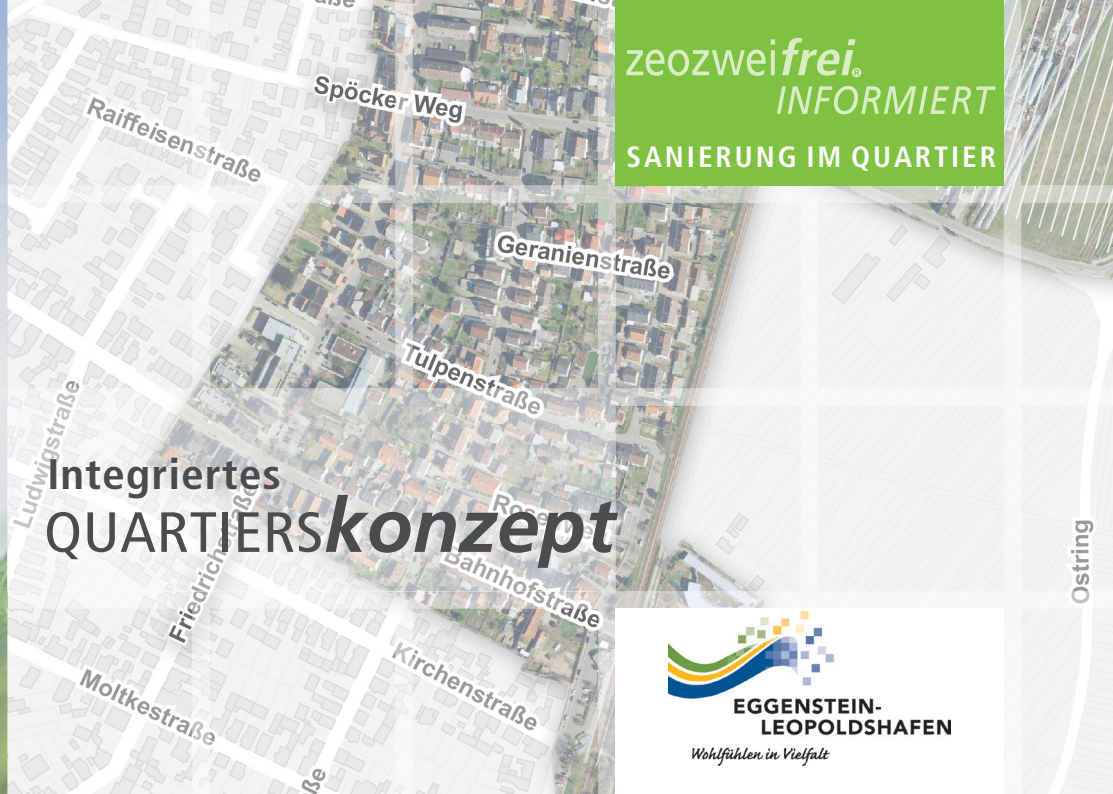 zeozweifrei®
INFORMIERT
SANIERUNG IM QUARTIER
Spöcker Weg
Raiffeisenstraße
Geranienstraße
Tulpenstraße
Ludwigstraße
Integriertes
QUARTIERSkonzept
Bahnhofstraße
Friedrichstraße
Ostring
Kirchenstraße
Moltkestraße
EGGENSTEIN-
LEOPOLDSHAFEN
Wohlfühlen in Vielfalt